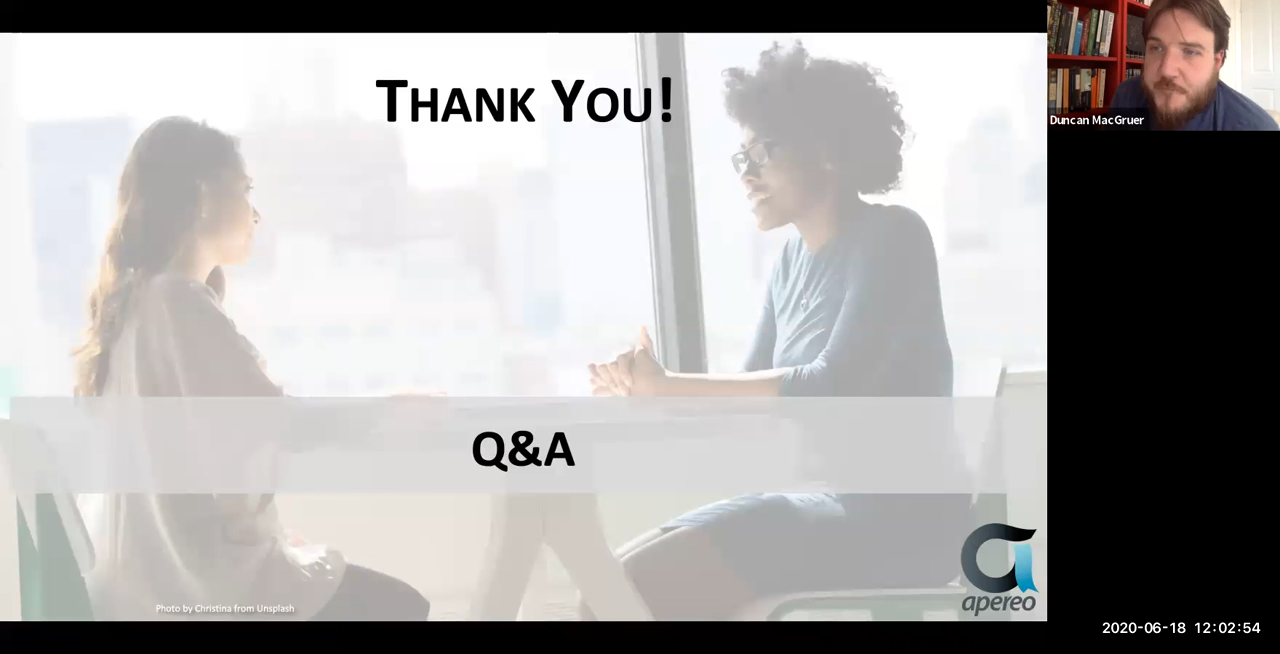 THANK YOU!
Duncan MacGruer
Q&A
apereo
Photo by Christina from Unsplash
2020-06-18 12:02:54